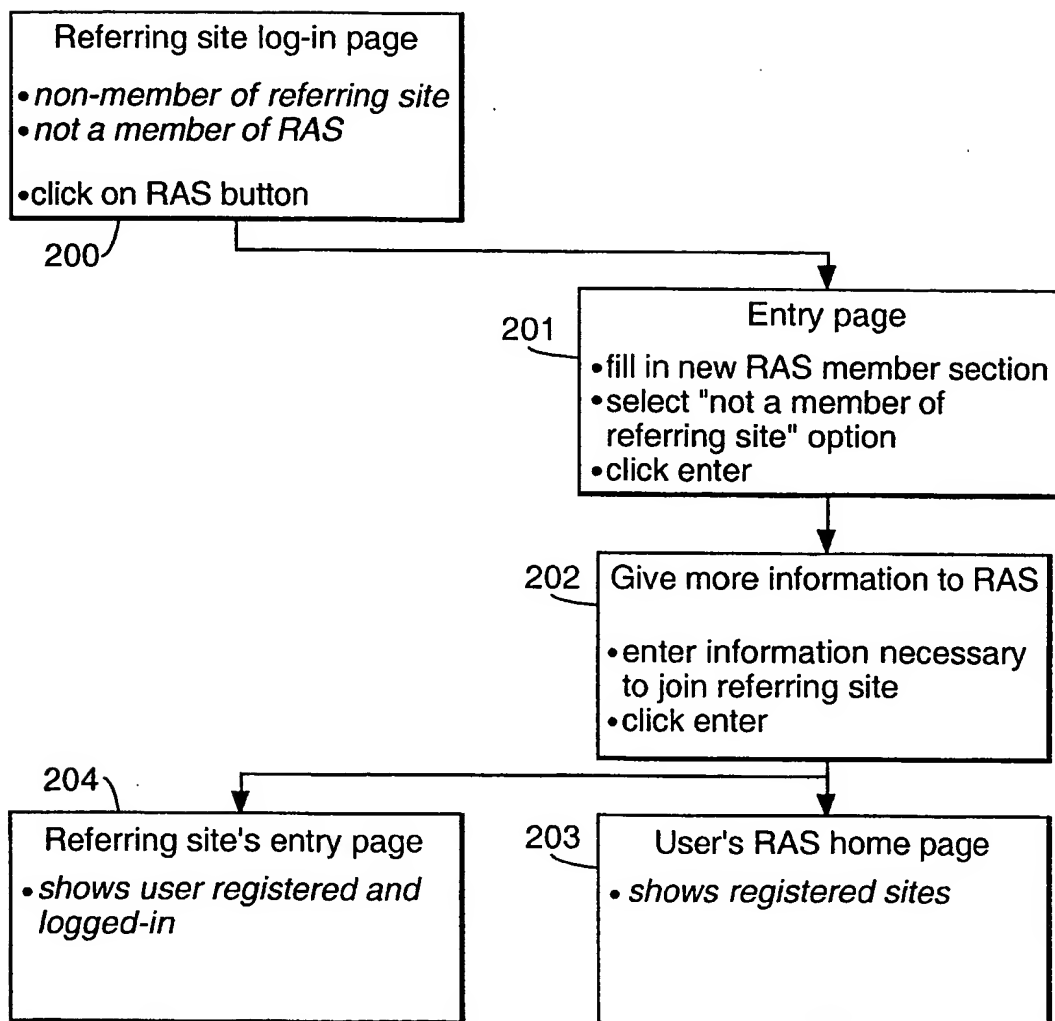 Referring site log-in page
•non-member of referring site
•not a member of RAS
•click on RAS button
200
201
Entry page
•fill in new RAS member section
•select "not a member of
referring site" option
•click enter
202
Give more information to RAS
•enter information necessary
to join referring site
•click enter
204
Referring site's entry page
• shows user registered and
logged-in
203
User's RAS home page
• shows registered sites